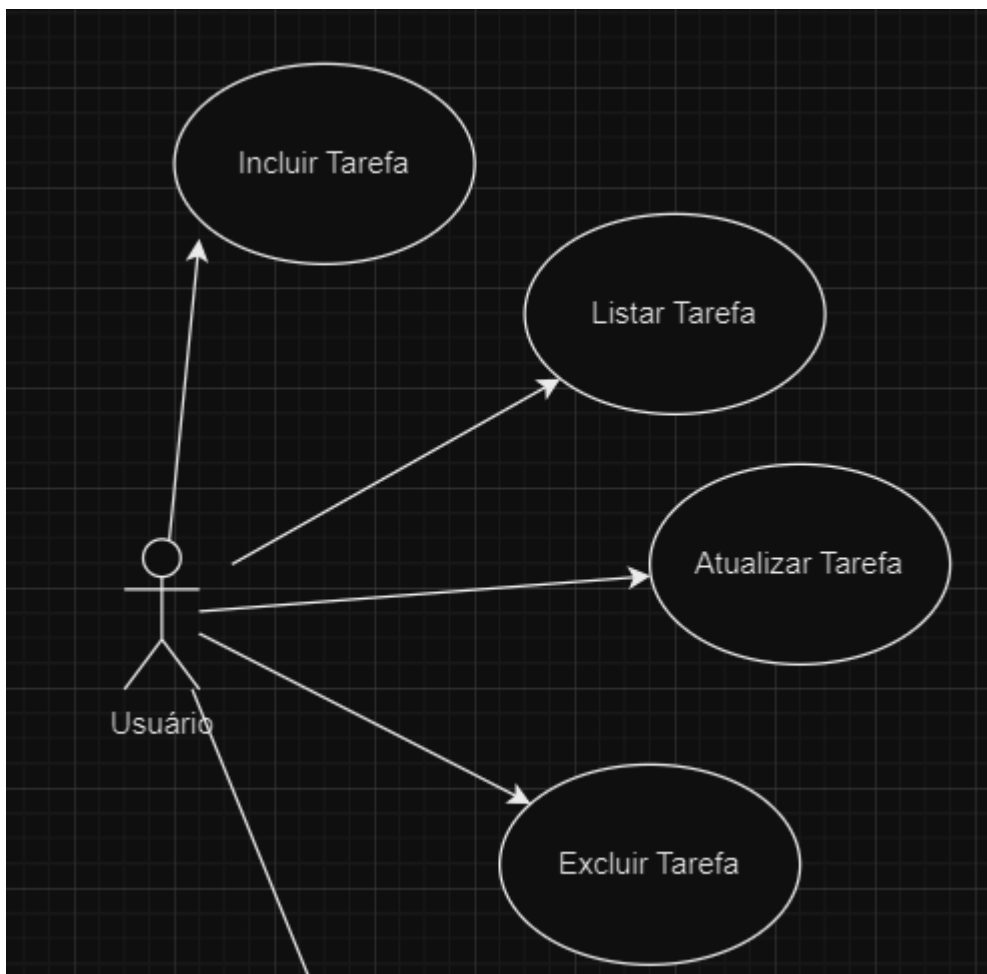 Incluir Tarefa
Listar Tarefa
Atualizar Tarefa
Usuário
Excluir Tarefa